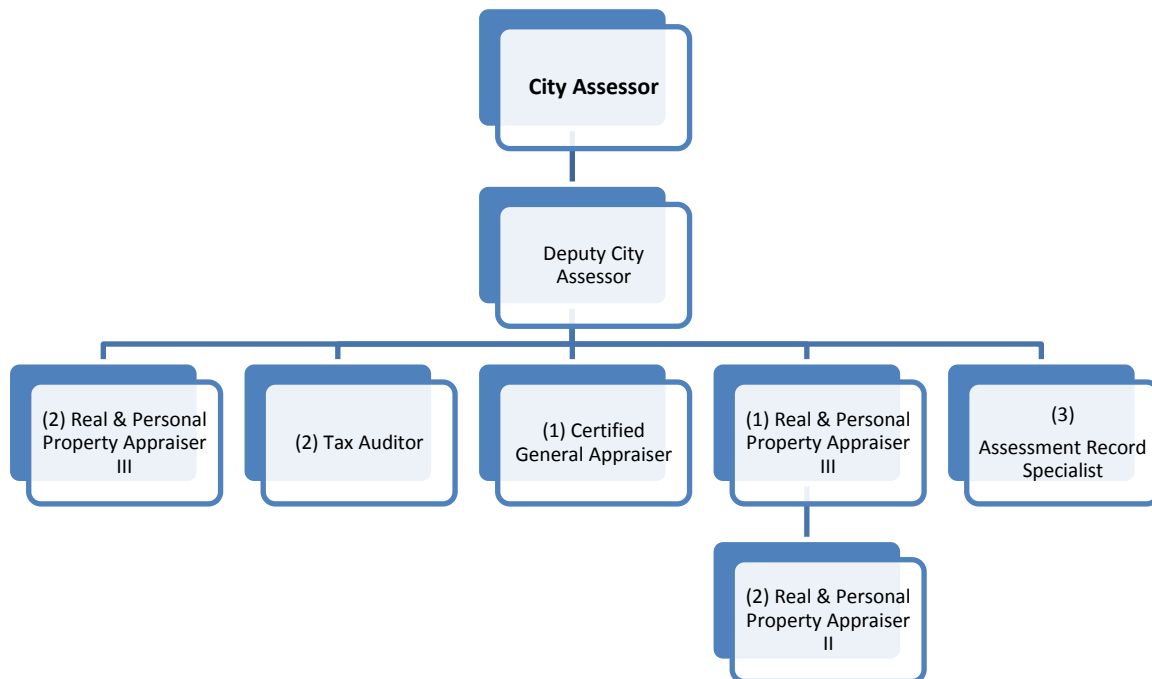 City Assessor
Deputy City
Assessor
(2) Real & Personal
Property Appraiser
III
(2) Tax Auditor
(1) Certified
General Appraiser
(1) Real & Personal
Property Appraiser
III
(3)
Assessment Record
Specialist
(2) Real & Personal
Property Appraiser
II